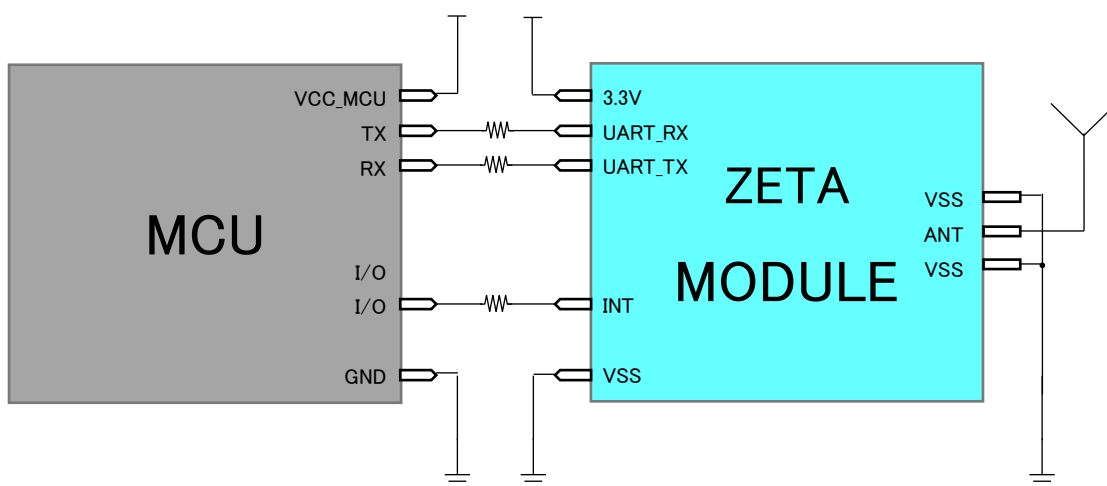 VCC_MCU
TX
RX
MCU
I/O
I/O
GND
3.3V
UART_RX
UART_TX
ZETA
MODULE
INT
VSS
VSS
ANT
VSS